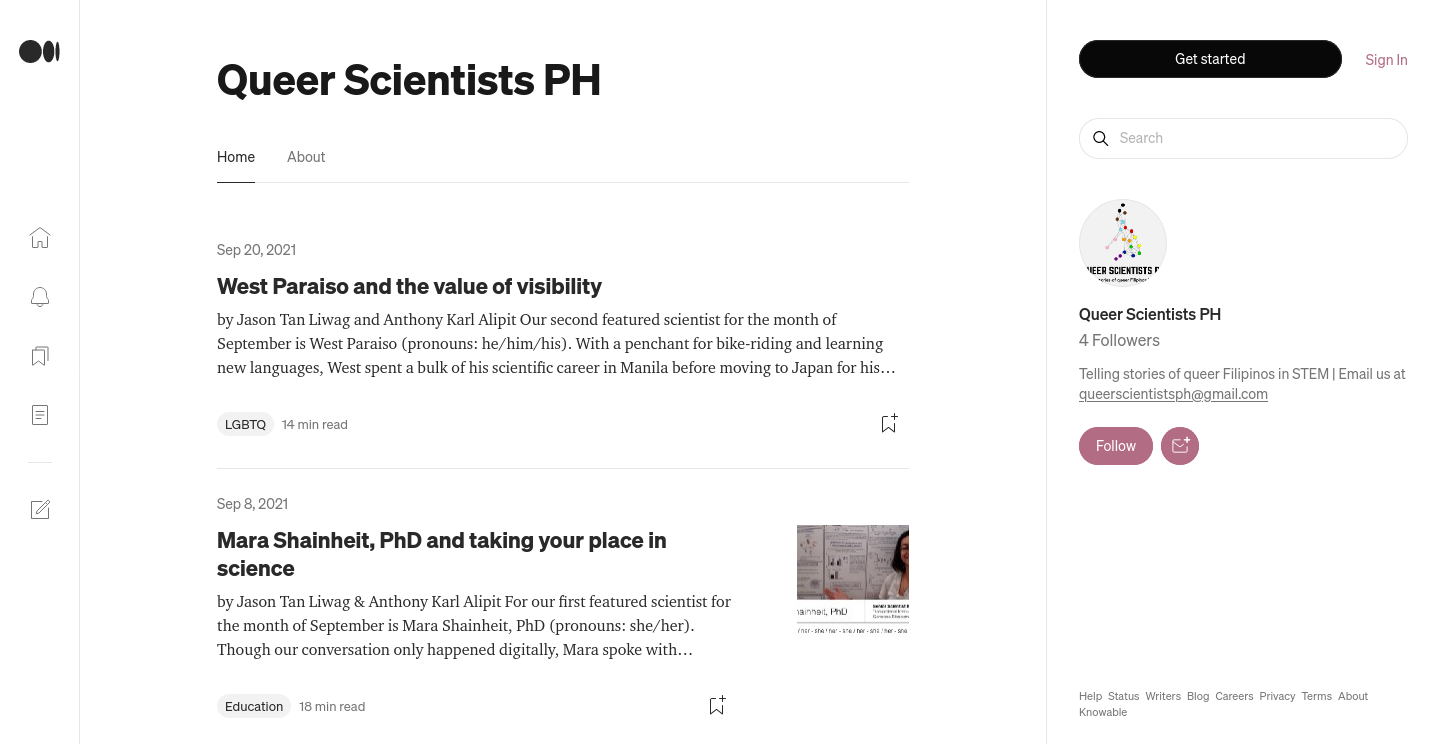 Queer Scientists PH
Home
About
Sep 20, 2021
West Paraiso and the value of visibility
by Jason Tan Liwag and Anthony Karl Alipit Our second featured scientist for the month of
September is West Paraiso (pronouns: he/him/his). With a penchant for bike-riding and learning
new languages, West spent a bulk of his scientific career in Manila before moving to Japan for his…
LGBTQ
14 min read
Sep 8, 2021
Mara Shainheit, PhD and taking your place in
science
by Jason Tan Liwag & Anthony Karl Alipit For our first featured scientist for
the month of September is Mara Shainheit, PhD (pronouns: she/her).
Though our conversation only happened digitally, Mara spoke with…
Education
18 min read
Get started
Sign In
Search
Queer Scientists PH
4 Followers
Telling stories of queer Filipinos in STEM | Email us at
queerscientistsph@gmail.com
Follow
Help Status Writers Blog Careers Privacy Terms About
Knowable